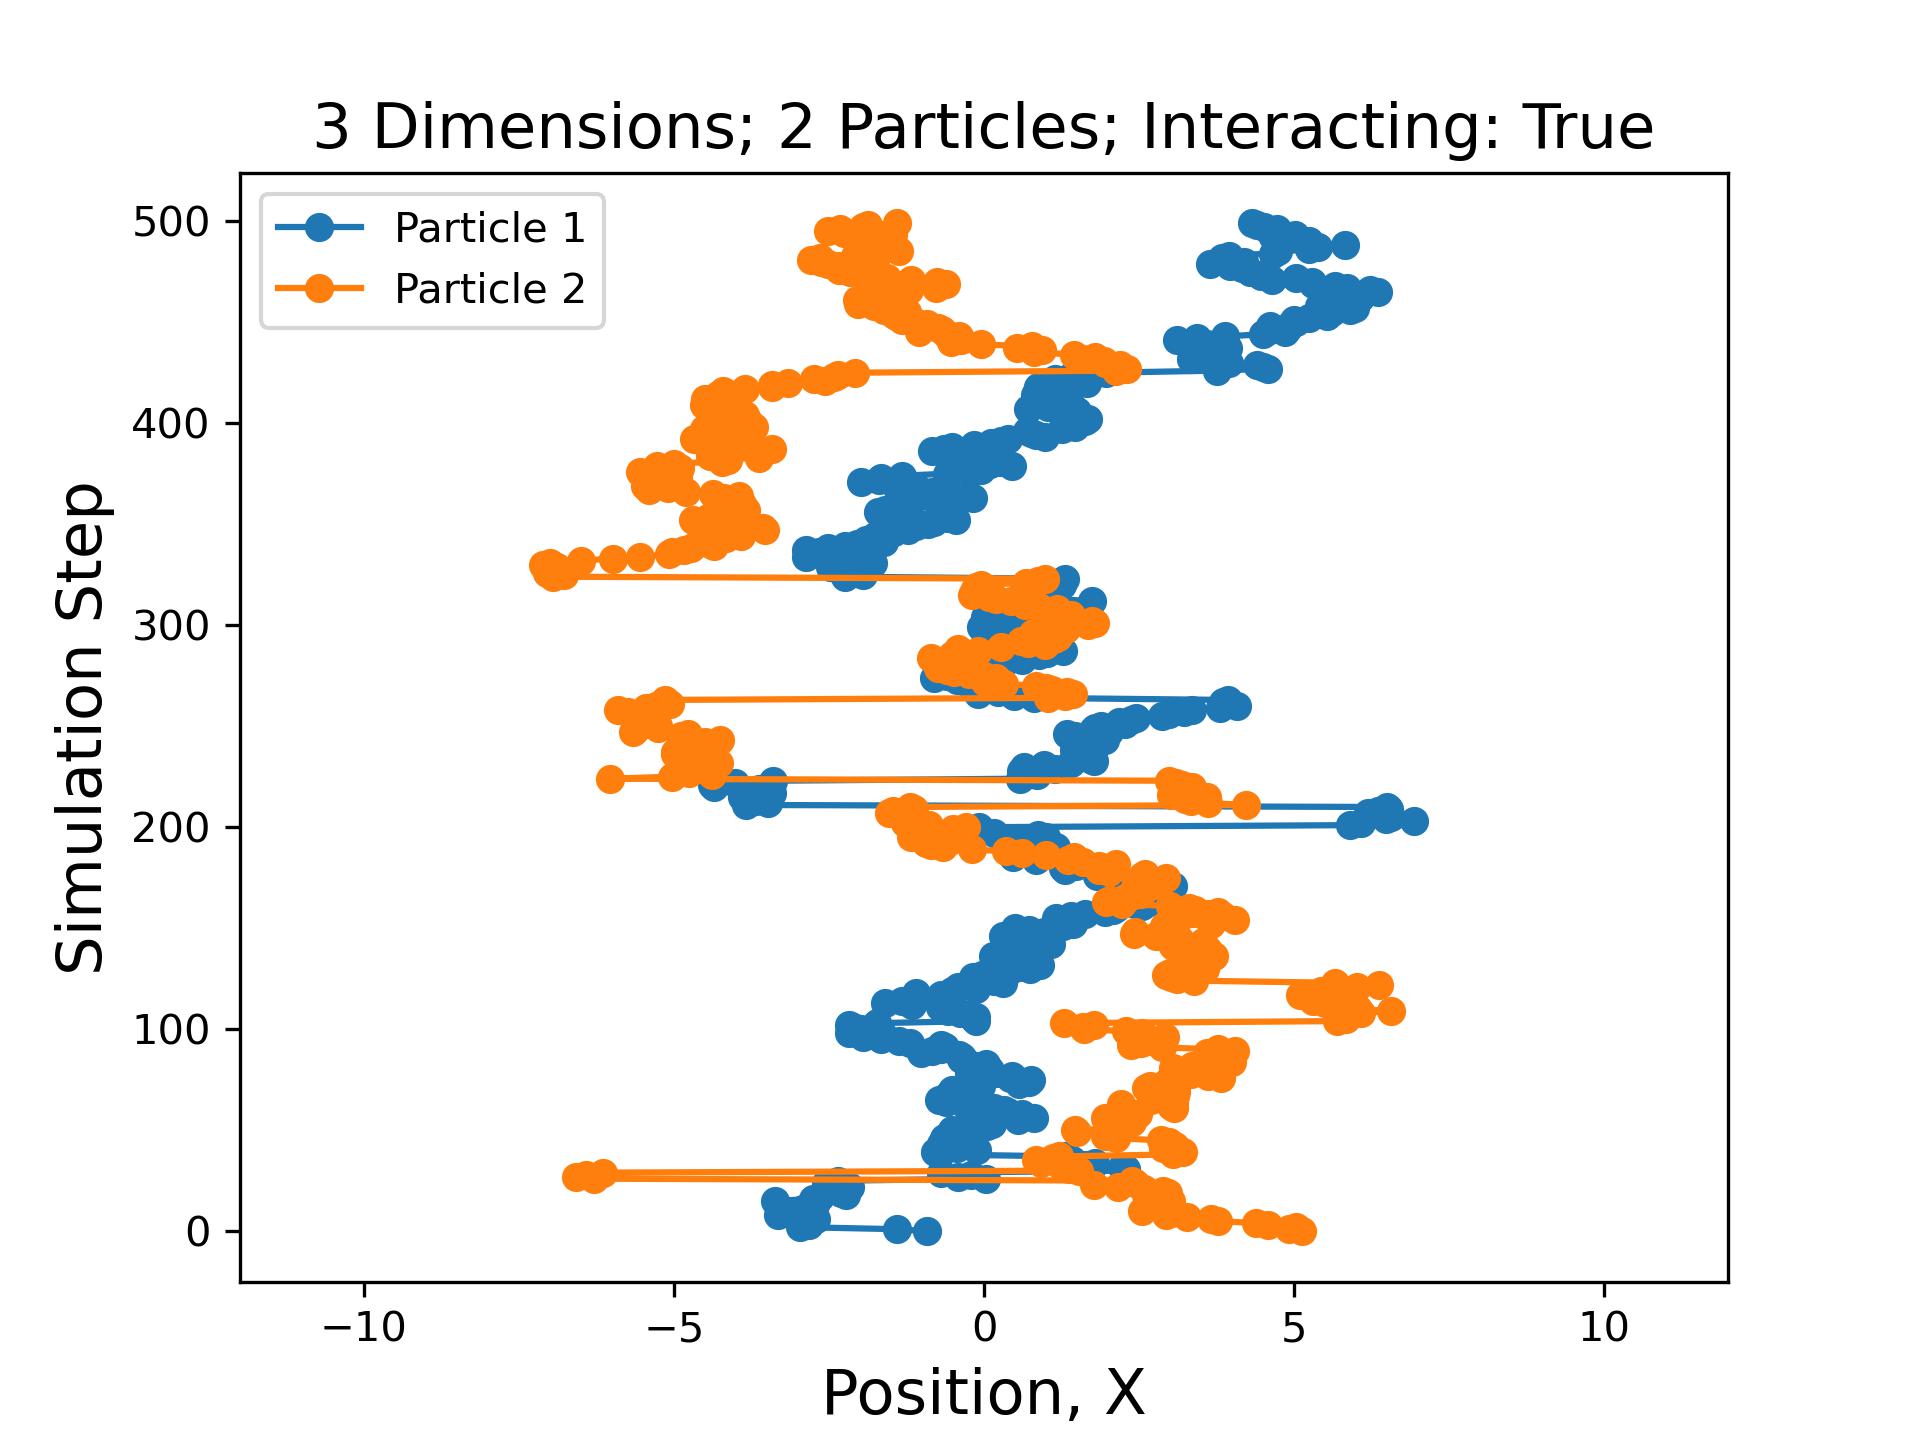 3 Dimensions; 2 Particles; Interacting: True
Particle 1
Particle 2
Simulation Step
500
400
300
200
100
0
−10
−5
0
5
10
Position, X